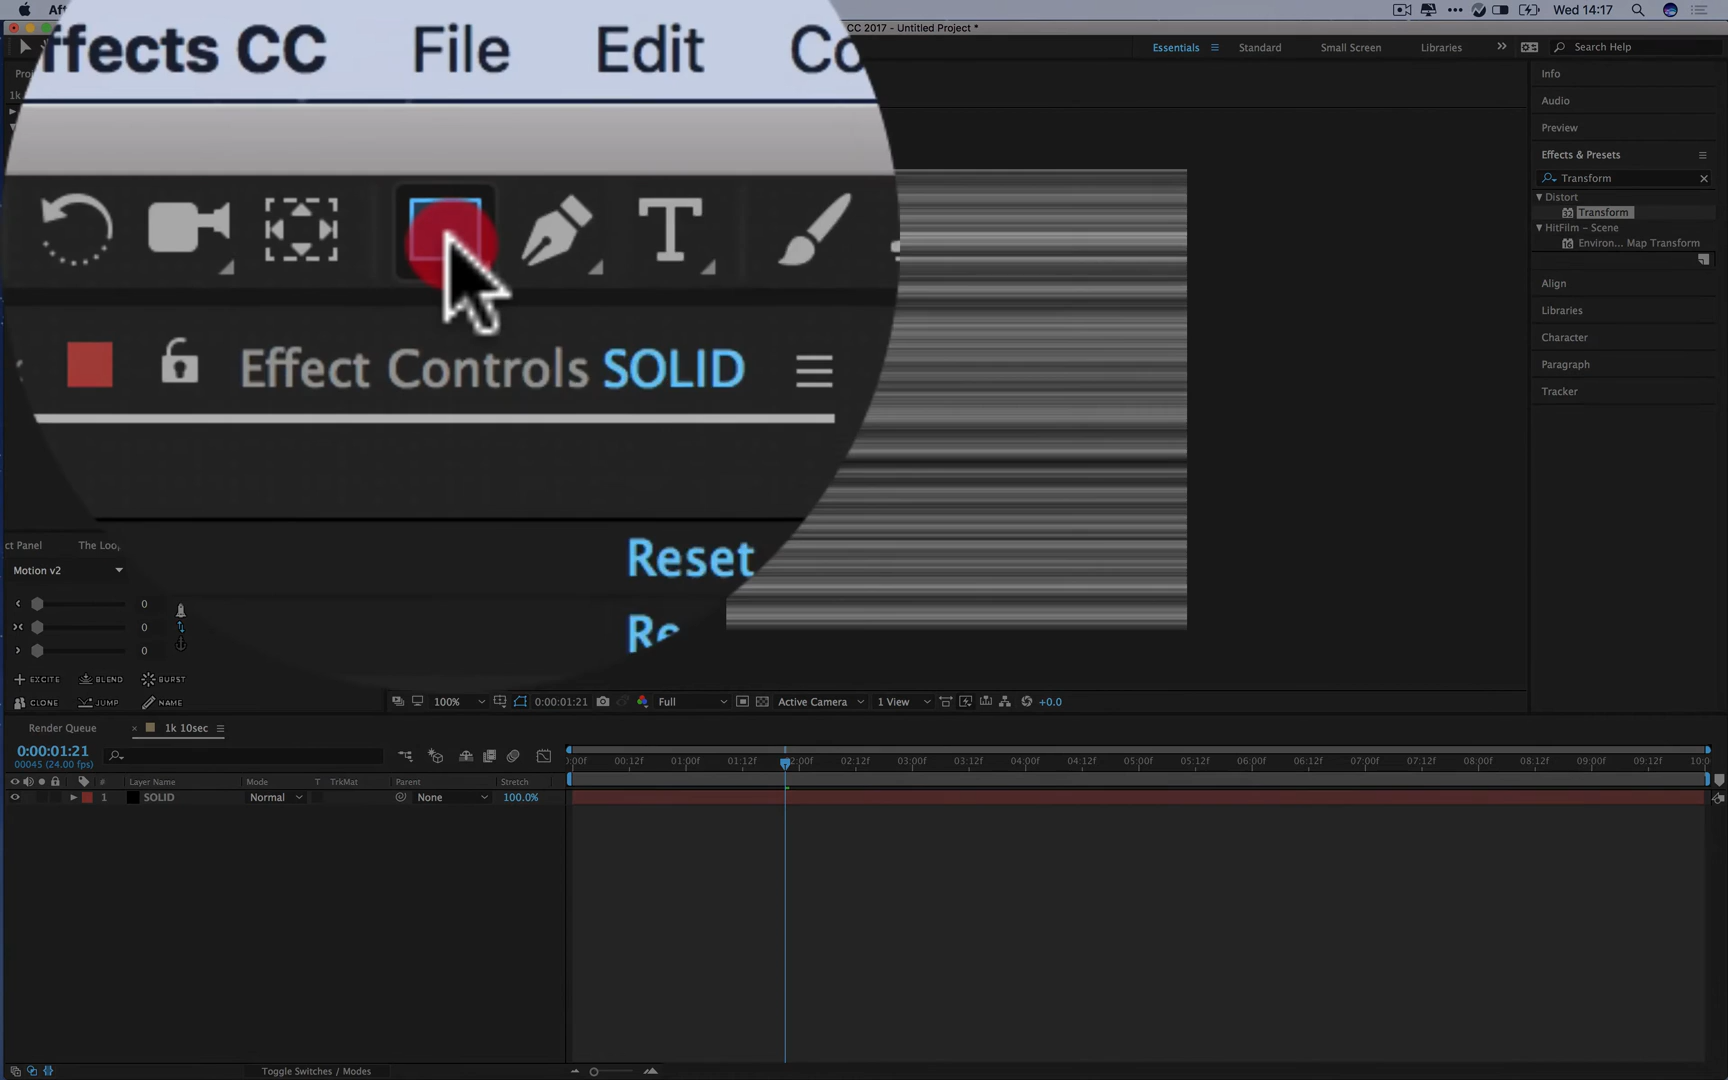 ffects CC File Edit Co
CC 2017 - Untitled Project *
Wed 14:17
Essentials Standard Small Screen Libraries Search Help
Effect Controls SOLID
Reset
Info
Audio
Preview
Effects & Presets
Transform
Distort
Transform
HitFilm – Scene
Environ... Map Transform
Align
Libraries
Character
Paragraph
Tracker
ct Panel The Loo
Motion v2
0
0
0
EXCITE BLEND BURST
CLONE JUMP NAME
100% 0:00:01:21 Full Active Camera 1 View +0.0
Render Queue 1k 10sec
0:00:01:21
00045 (24.00 fps)
:00f 00:12f 01:00f 01:12f 2:00f 02:12f 03:00f 03:12f 04:00f 04:12f 05:00f 05:12f 06:00f 06:12f 07:00f 07:12f 08:00f 08:12f 09:00f 09:12f 10:0
# Layer Name Mode T TrkMat Parent Stretch
1 SOLID Normal None 100.0%
Toggle Switches / Modes